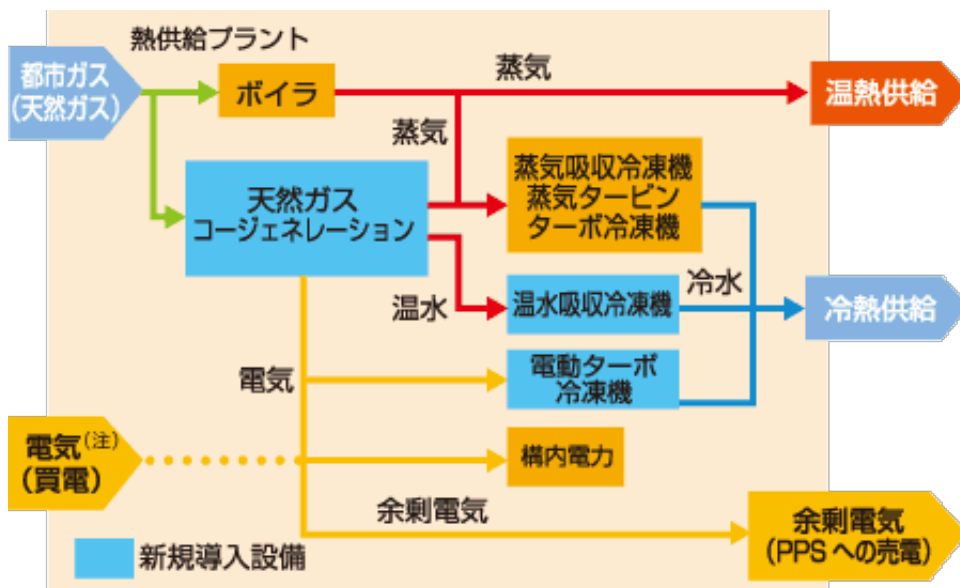 熱供給プラント
都市ガス
(天然ガス)
ボイラ
蒸気
温熱供給
蒸気
天然ガス
コージェネレーション
蒸気吸収冷凍機
蒸気タービン
ターボ冷凍機
温水
温水吸収冷凍機
冷水
冷熱供給
電気
電動ターボ
冷凍機
電気(注)
(買電)
構内電力
余剰電気
余剰電気
(PPSへの売電)
新規導入設備